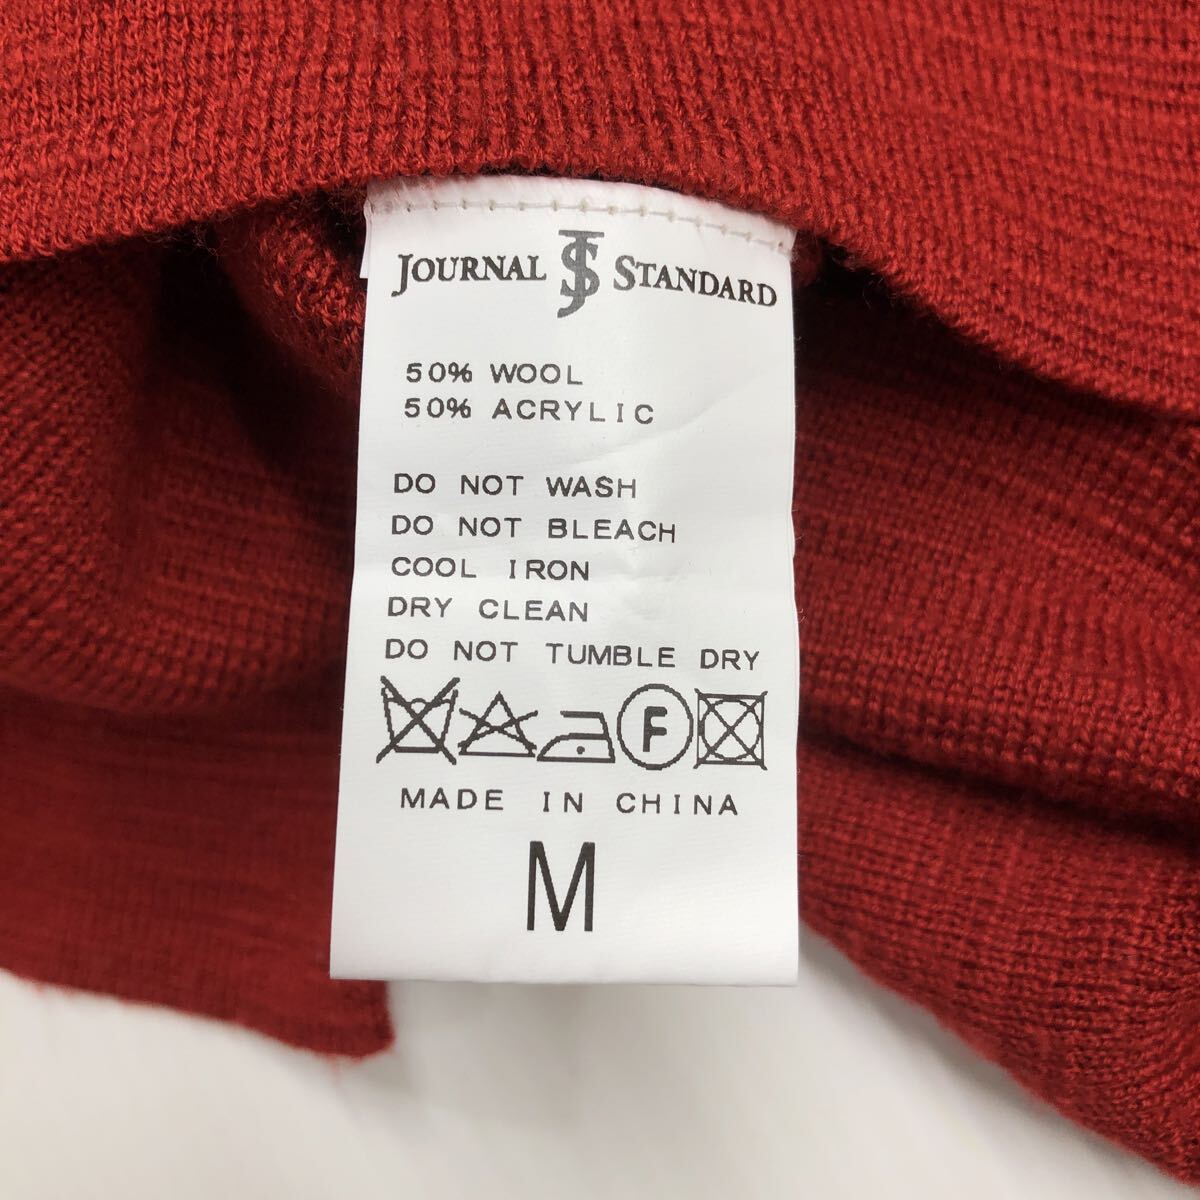 JOURNAL JS STANDARD
50% WOOL
50% ACRYLIC
DO NOT WASH
DO NOT BLEACH
COOL IRON
DRY CLEAN
DO NOT TUMBLE DRY
F
MADE IN CHINA
M